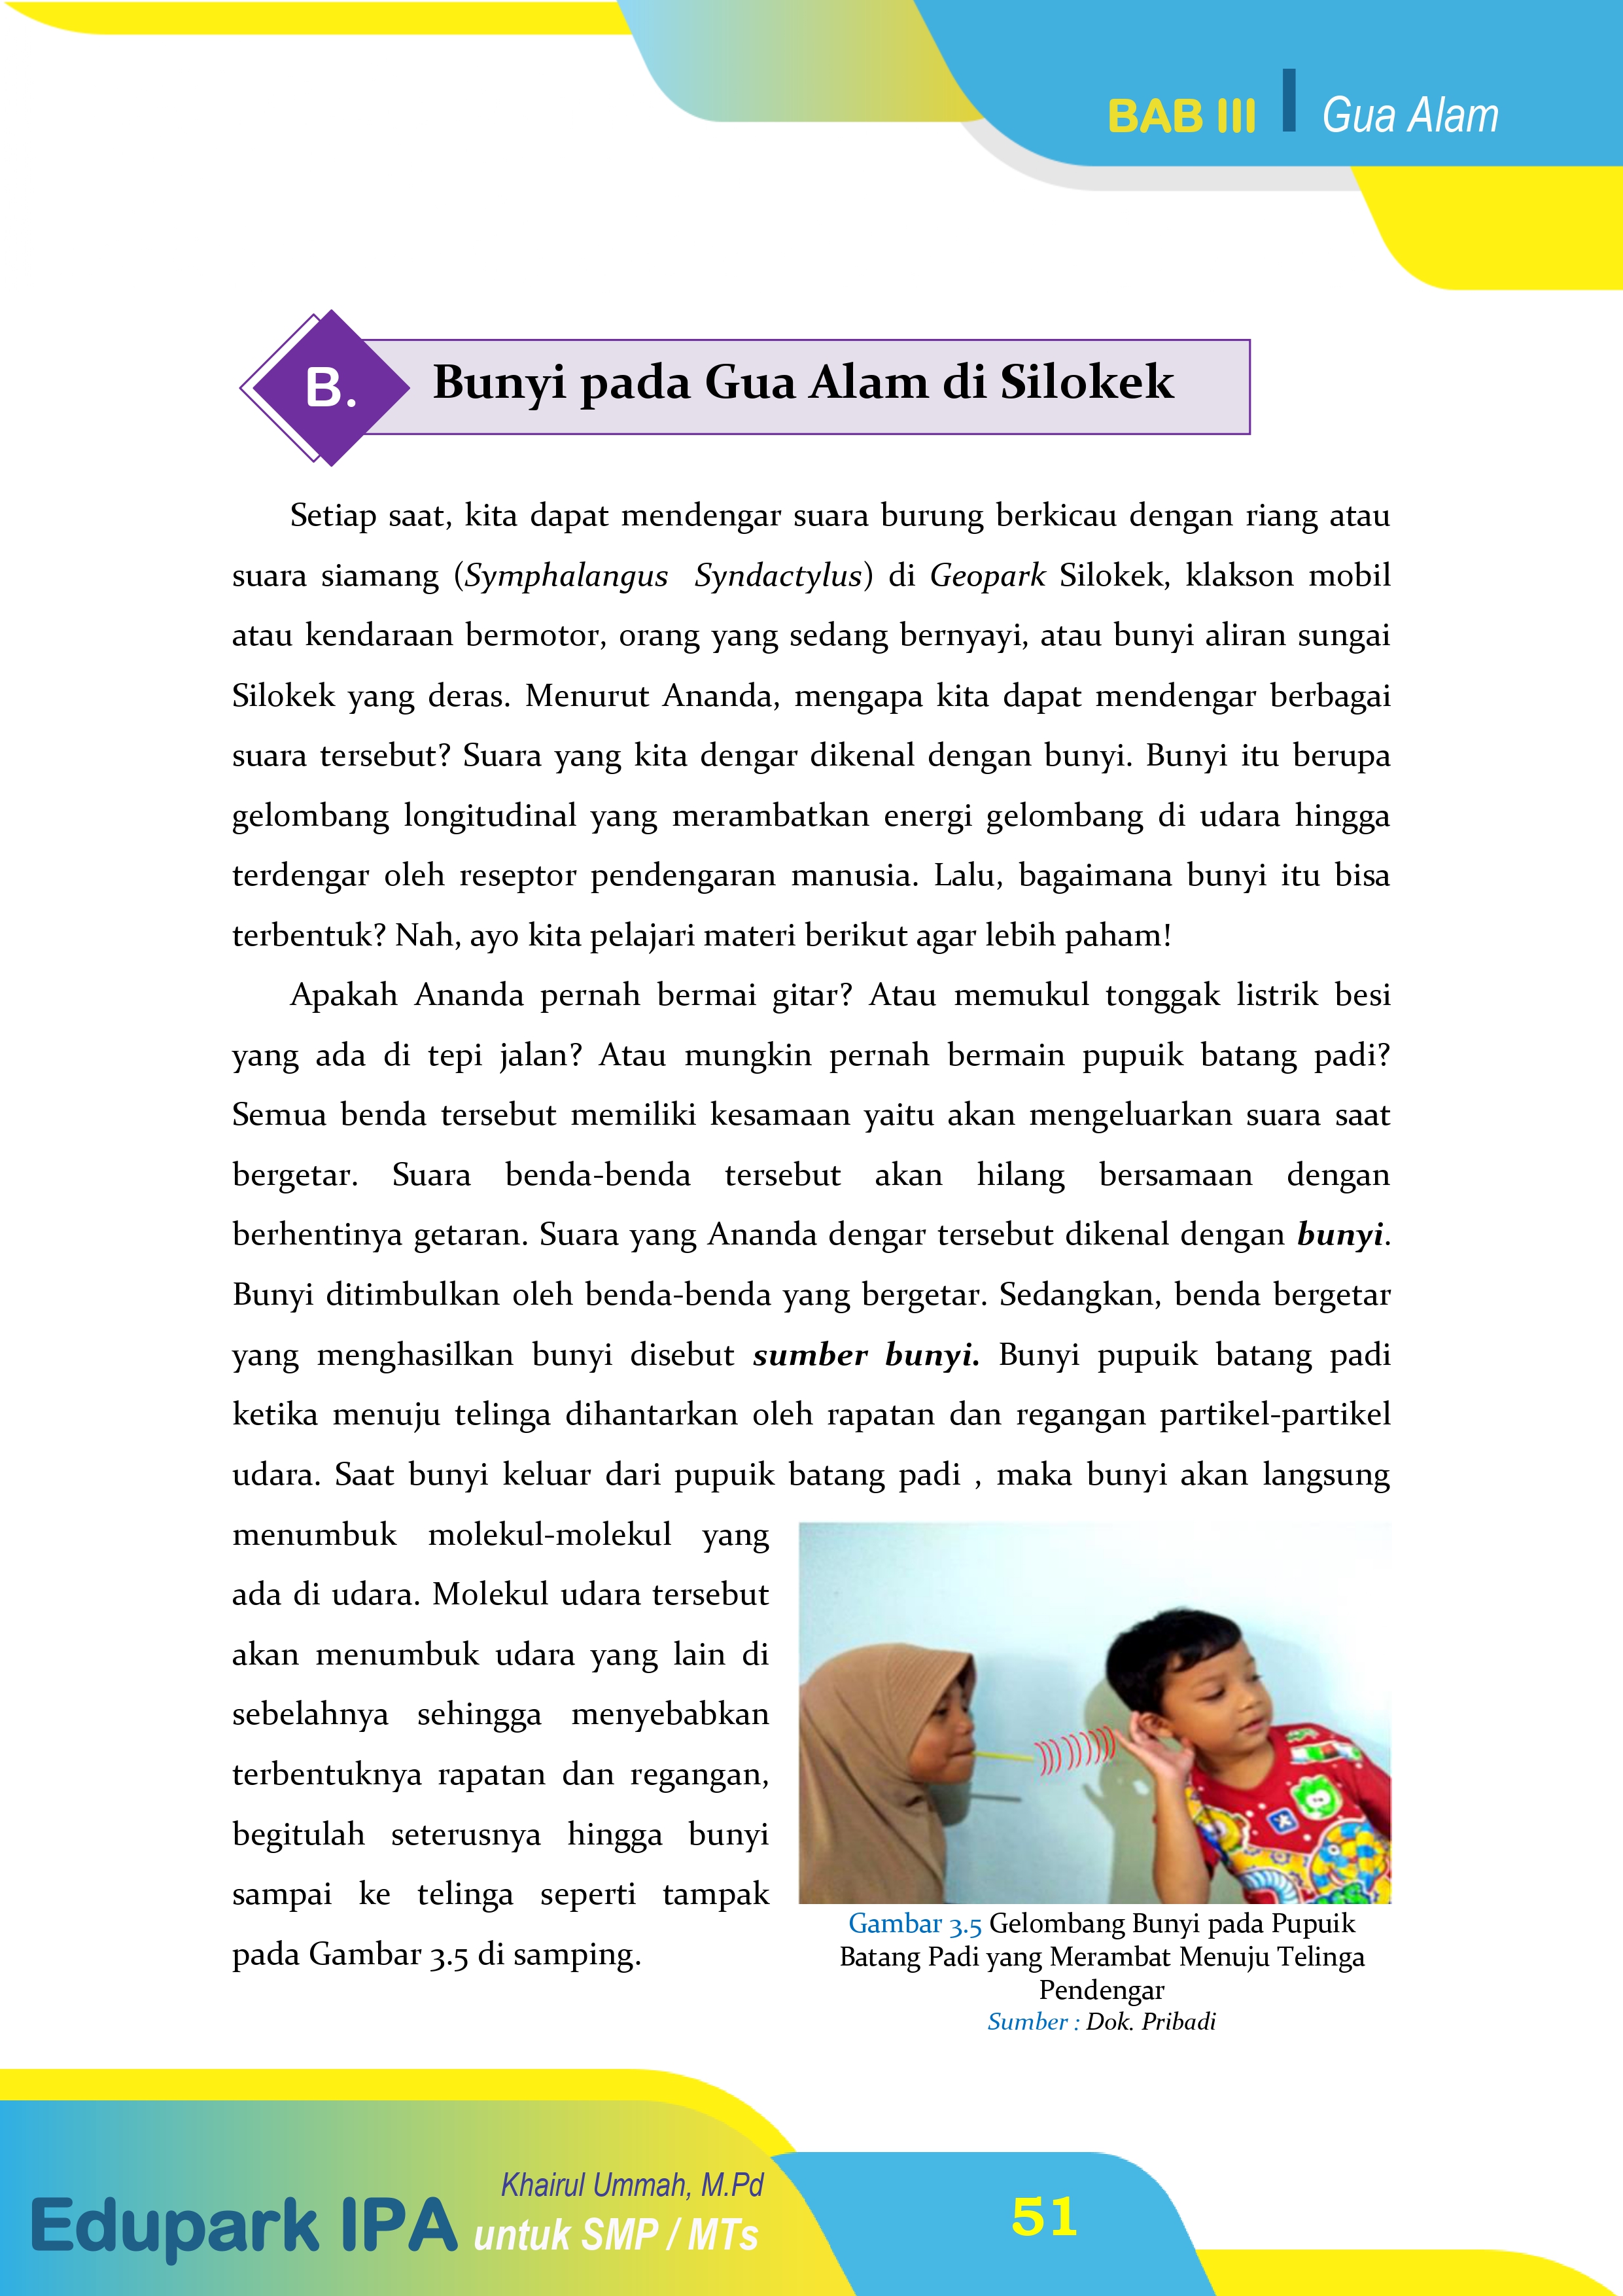 BAB III
Gua Alam
B.
Bunyi pada Gua Alam di Silokek
Setiap saat, kita dapat mendengar suara burung berkicau dengan riang atau
suara siamang (Symphalangus Syndactylus) di Geopark Silokek, klakson mobil
atau kendaraan bermotor, orang yang sedang bernyayi, atau bunyi aliran sungai
Silokek yang deras. Menurut Ananda, mengapa kita dapat mendengar berbagai
suara tersebut? Suara yang kita dengar dikenal dengan bunyi. Bunyi itu berupa
gelombang longitudinal yang merambatkan energi gelombang di udara hingga
terdengar oleh reseptor pendengaran manusia. Lalu, bagaimana bunyi itu bisa
terbentuk? Nah, ayo kita pelajari materi berikut agar lebih paham!
Apakah Ananda pernah bermai gitar? Atau memukul tonggak listrik besi
yang ada di tepi jalan? Atau mungkin pernah bermain pupuik batang padi?
Semua benda tersebut memiliki kesamaan yaitu akan mengeluarkan suara saat
bergetar. Suara benda-benda tersebut akan hilang bersamaan dengan
berhentinya getaran. Suara yang Ananda dengar tersebut dikenal dengan bunyi.
Bunyi ditimbulkan oleh benda-benda yang bergetar. Sedangkan, benda bergetar
yang menghasilkan bunyi disebut sumber bunyi. Bunyi pupuik batang padi
ketika menuju telinga dihantarkan oleh rapatan dan regangan partikel-partikel
udara. Saat bunyi keluar dari pupuik batang padi , maka bunyi akan langsung
menumbuk molekul-molekul yang
ada di udara. Molekul udara tersebut
akan menumbuk udara yang lain di
sebelahnya sehingga menyebabkan
terbentuknya rapatan dan regangan,
begitulah seterusnya hingga bunyi
sampai ke telinga seperti tampak
pada Gambar 3.5 di samping.
Gambar 3.5 Gelombang Bunyi pada Pupuik
Batang Padi yang Merambat Menuju Telinga
Pendengar
Sumber : Dok. Pribadi
Khairul Ummah, M.Pd
Edupark IPA untuk SMP / MTs
51